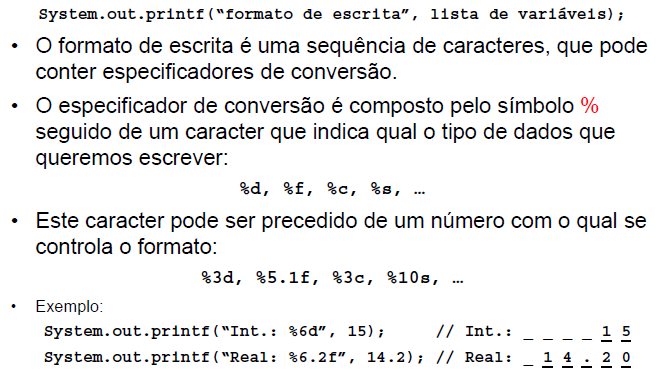 System.out.printf(“formato de escrita”, lista de variáveis);
• O formato de escrita é uma sequência de caracteres, que pode
conter especificadores de conversão.
• O especificador de conversão é composto pelo símbolo %
seguido de um caracter que indica qual o tipo de dados que
queremos escrever:
%d, %f, %c, %s, …
• Este caracter pode ser precedido de um número com o qual se
controla o formato:
%3d, %5.1f, %3c, %10s, …
• Exemplo:
System.out.printf(“Int.: %6d”, 15); // Int.: _ _ _ _ 1 5
System.out.printf(“Real: %6.2f”, 14.2); // Real: _ 1 4 . 2 0